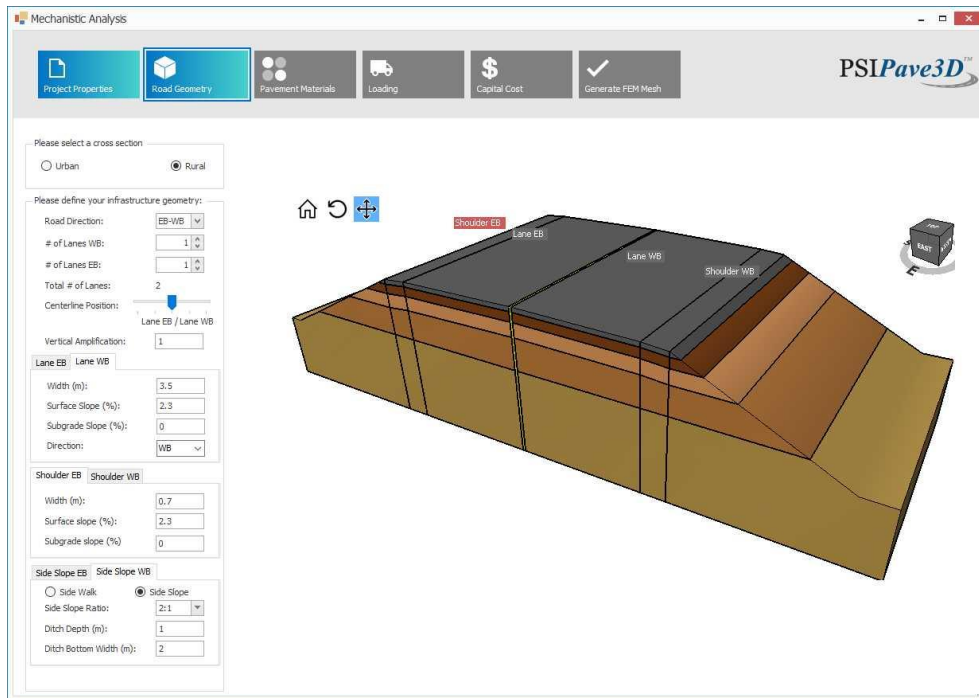 Mechanistic Analysis
Project Properties
Road Geometry
Pavement Materials
Loading
Capital Cost
Generate FEM Mesh
PSIPave3D™
Please select a cross section
Urban
Rural
Please define your infrastructure geometry:
Road Direction: EB-WB
# of Lanes WB: 1
# of Lanes EB: 1
Total # of Lanes: 2
Centerline Position:
Lane EB / Lane WB
Vertical Amplification: 1
Lane EB Lane WB
Width (m): 3.5
Surface Slope (%): 2.3
Subgrade Slope (%): 0
Direction: WB
Shoulder EB Shoulder WB
Width (m): 0.7
Surface slope (%): 2.3
Subgrade slope (%) 0
Side Slope EB Side Slope WB
Side Walk Side Slope
Side Slope Ratio: 2:1
Ditch Depth (m): 1
Ditch Bottom Width (m): 2
Shoulder EB
Lane EB
Lane WB
Shoulder WB
TOP
EAST
E